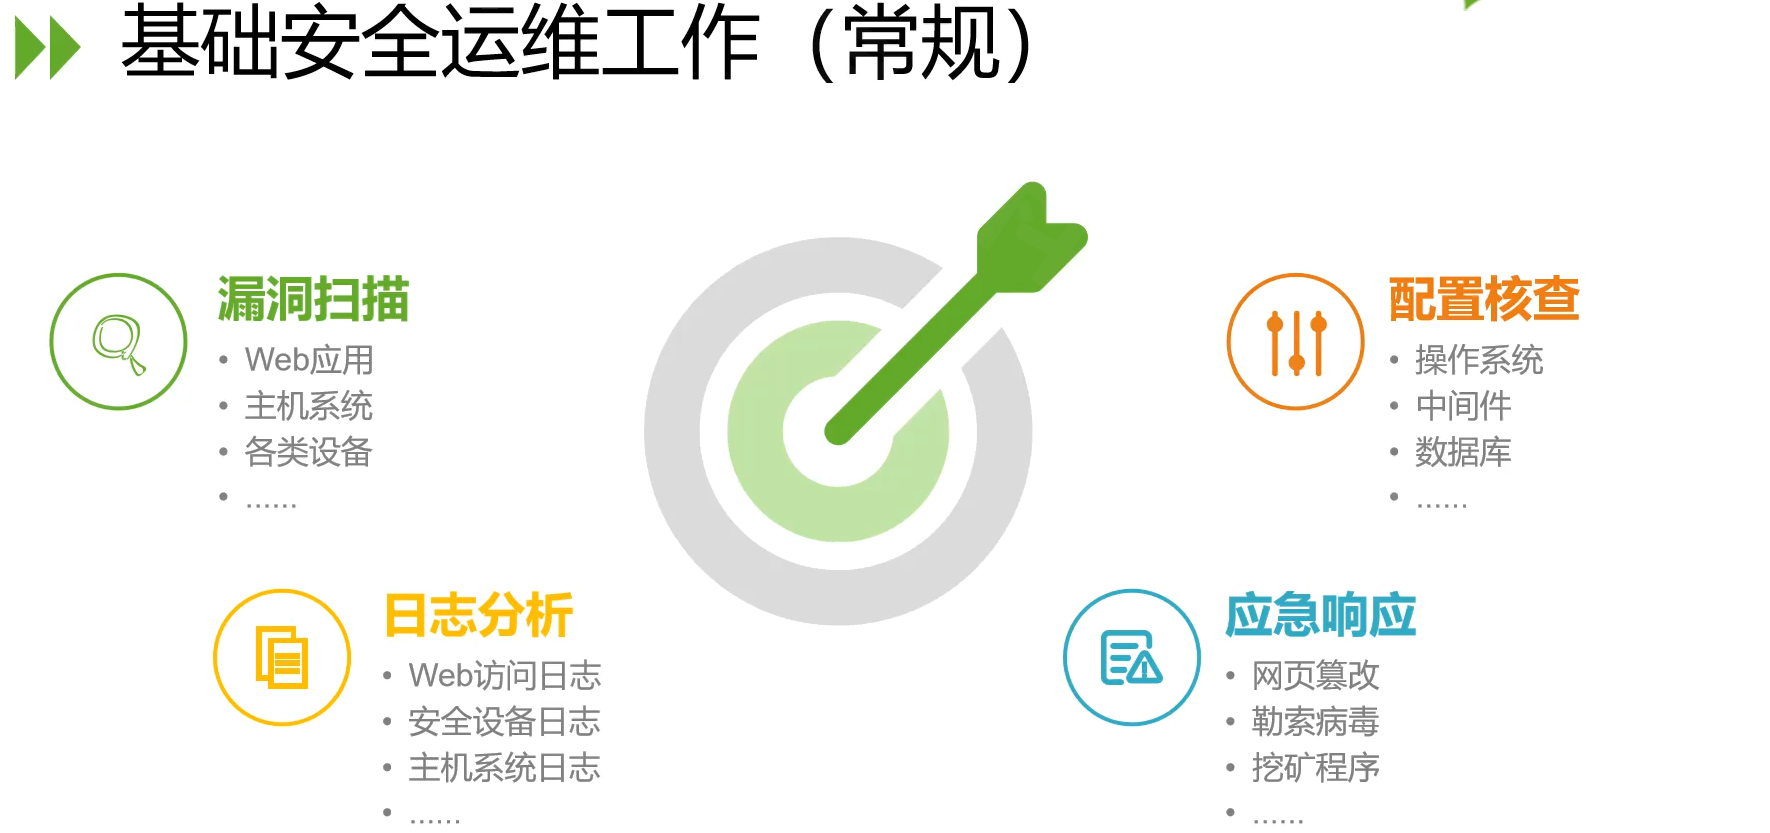 基础安全运维工作（常规）
漏洞扫描
• Web应用
• 主机系统
• 各类设备
• ......
配置核查
• 操作系统
• 中间件
• 数据库
• ......
日志分析
• Web访问日志
• 安全设备日志
• 主机系统日志
• ......
应急响应
• 网页篡改
• 勒索病毒
• 挖矿程序
• ......